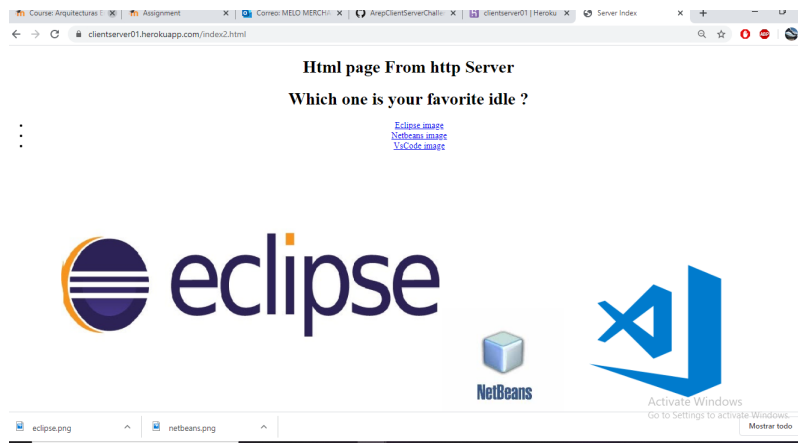 Course: Arquitecturas E
Assignment
Correo: MELO MERCHA
ArepClientServerChalle
clientserver01 | Heroku
Server Index
clientserver01.herokuapp.com/index2.html
ABP
Html page From http Server
Which one is your favorite idle ?
Eclipse image
Netbeans image
VsCode image
eclipse
NetBeans
Activate Windows
Go to Settings to activate Windows.
eclipse.png
netbeans.png
Mostrar todo